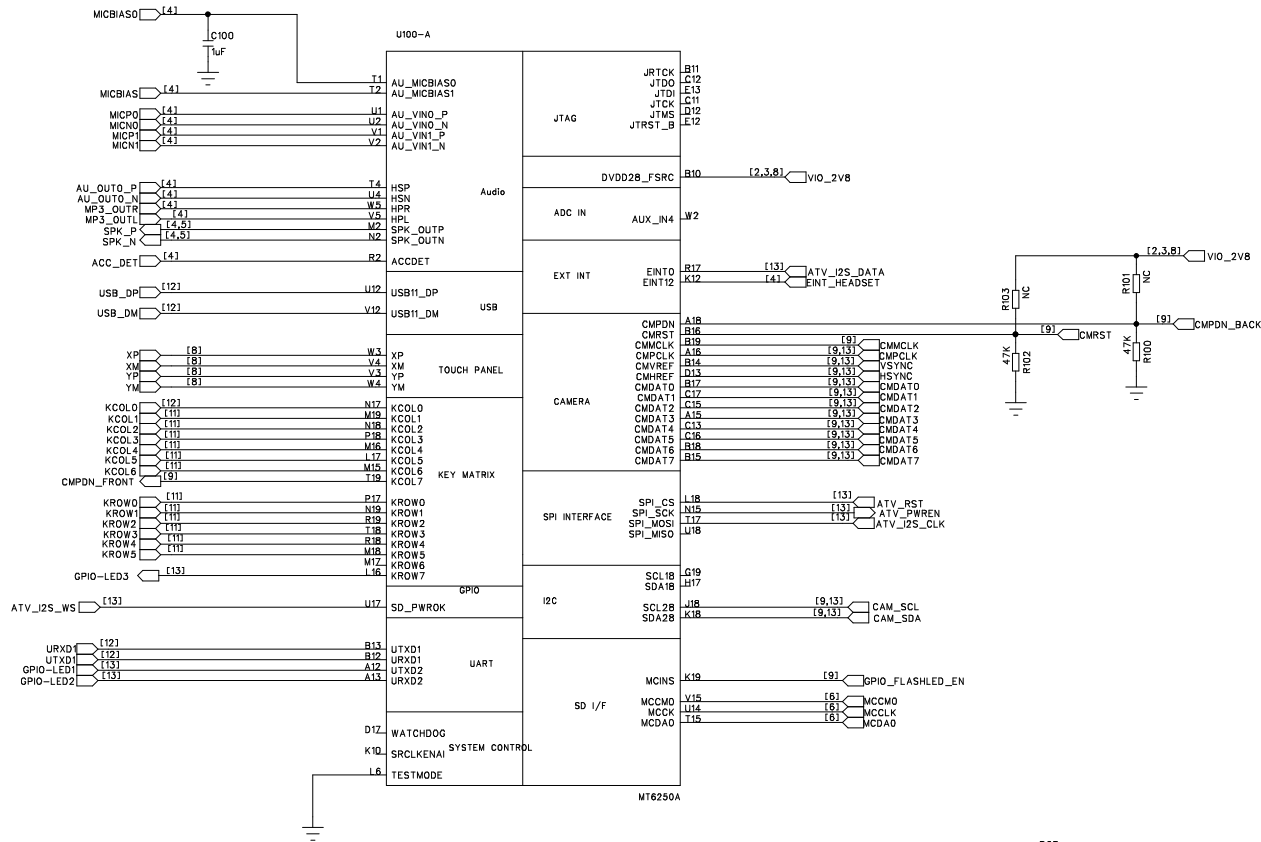 MICBIAS0 [4]
C100
1uF
U100-A
T1 AU_MICBIAS0
MICBIAS [4] T2 AU_MICBIAS1
MICP0 [4] U1 AU_VIN0_P
MICN0 [4] U2 AU_VIN0_N
MICP1 [4] V1 AU_VIN1_P
MICN1 [4] V2 AU_VIN1_N
Audio
AU_OUT0_P [4] T4 HSP
AU_OUT0_N [4] U4 HSN
MP3_OUTR [4] W5 HPR
MP3_OUTL [4] V5 HPL
SPK_P [4,5] M2 SPK_OUTP
SPK_N [4,5] N2 SPK_OUTN
ACC_DET [4] R2 ACCDET
USB_DP [12] U12 USB11_DP
USB
USB_DM [12] V12 USB11_DM
XP [8] W3 XP
XM [8] V4 XM
TOUCH PANEL
YP [8] V3 YP
YM [8] W4 YM
KCOL0 [12] N17 KCOL0
KCOL1 [11] M19 KCOL1
KCOL2 [11] N18 KCOL2
KCOL3 [11] P18 KCOL3
KCOL4 [11] M16 KCOL4
KCOL5 [11] L17 KCOL5
KCOL6 [11] M15 KCOL6
CMPDN_FRONT [9] T19 KCOL7
KEY MATRIX
KROW0 [11] P17 KROW0
KROW1 [11] N19 KROW1
KROW2 [11] R19 KROW2
KROW3 [11] T18 KROW3
KROW4 [11] R18 KROW4
KROW5 [11] M18 KROW5
M17 KROW6
GPIO-LED3 [13] L16 KROW7
GPIO
ATV_I2S_WS [13] U17 SD_PWROK
URXD1 [12] B13 UTXD1
UTXD1 [12] B12 URXD1
UART
GPIO-LED1 [13] A12 UTXD2
GPIO-LED2 [13] A13 URXD2
D17 WATCHDOG
K10 SRCLKENAI
SYSTEM CONTROL
L6 TESTMODE
JRTCK B11
JTDO C12
JTDI E13
JTCK C11
JTMS D12
JTRST_B E12
JTAG
DVDD28_FSRC B10 [2,3,8] VIO_2V8
ADC IN
AUX_IN4 W2
EXT INT
EINT0 R17 [13] ATV_I2S_DATA
EINT12 K12 [4] EINT_HEADSET
CMPDN A18 [9] CMPDN_BACK
CMRST B16 [9] CMRST
CMMCLK B19 [9] CMMCLK
CMPCLK A16 [9,13] CMPCLK
CMVREF B14 [9,13] VSYNC
CMHREF D13 [9,13] HSYNC
CMDAT0 B17 [9,13] CMDAT0
CMDAT1 C17 [9,13] CMDAT1
CAMERA
CMDAT2 C15 [9,13] CMDAT2
CMDAT3 A15 [9,13] CMDAT3
CMDAT4 C13 [9,13] CMDAT4
CMDAT5 C16 [9,13] CMDAT5
CMDAT6 B18 [9,13] CMDAT6
CMDAT7 B15 [9,13] CMDAT7
[2,3,8] VIO_2V8
R103 NC
R101 NC
47K R102
47K R100
SPI_CS L18 [13] ATV_RST
SPI_SCK N15 [13] ATV_PWREN
SPI INTERFACE
SPI_MOSI T17 [13] ATV_I2S_CLK
SPI_MISO U18
SCL18 G19
SDA18 H17
I2C
SCL28 J18 [9,13] CAM_SCL
SDA28 K18 [9,13] CAM_SDA
MCINS K19 [9] GPIO_FLASHLED_EN
SD I/F
MCCM0 V15 [6] MCCM0
MCCK U14 [6] MCCLK
MCDA0 T15 [6] MCDA0
MT6250A